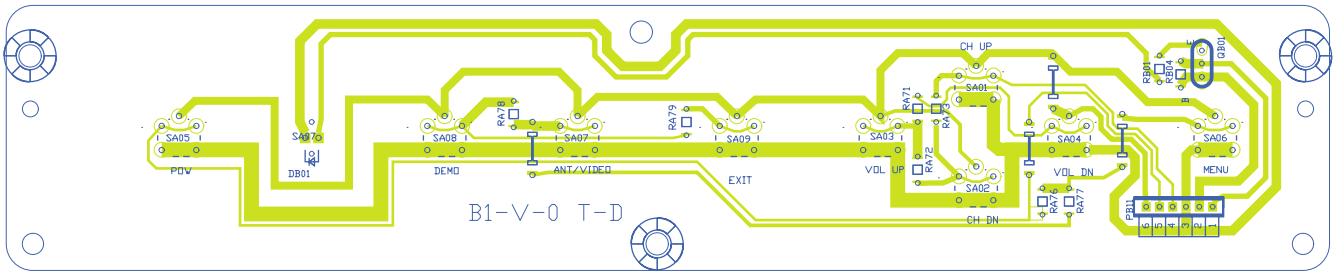 CH UP
E
QB01
RB01
RB04
B
RA71
RA73
SA01
RA78
RA79
SA05
SA07
SA08
SA07
SA09
SA03
SA04
SA06
RA72
POW
DB01
DEMO
ANT/VIDEO
EXIT
VOL UP
SA02
VOL DN
MENU
RA76
RA77
PB11
B1-V-0 T-D
CH DN
6 5 4 3 2 1